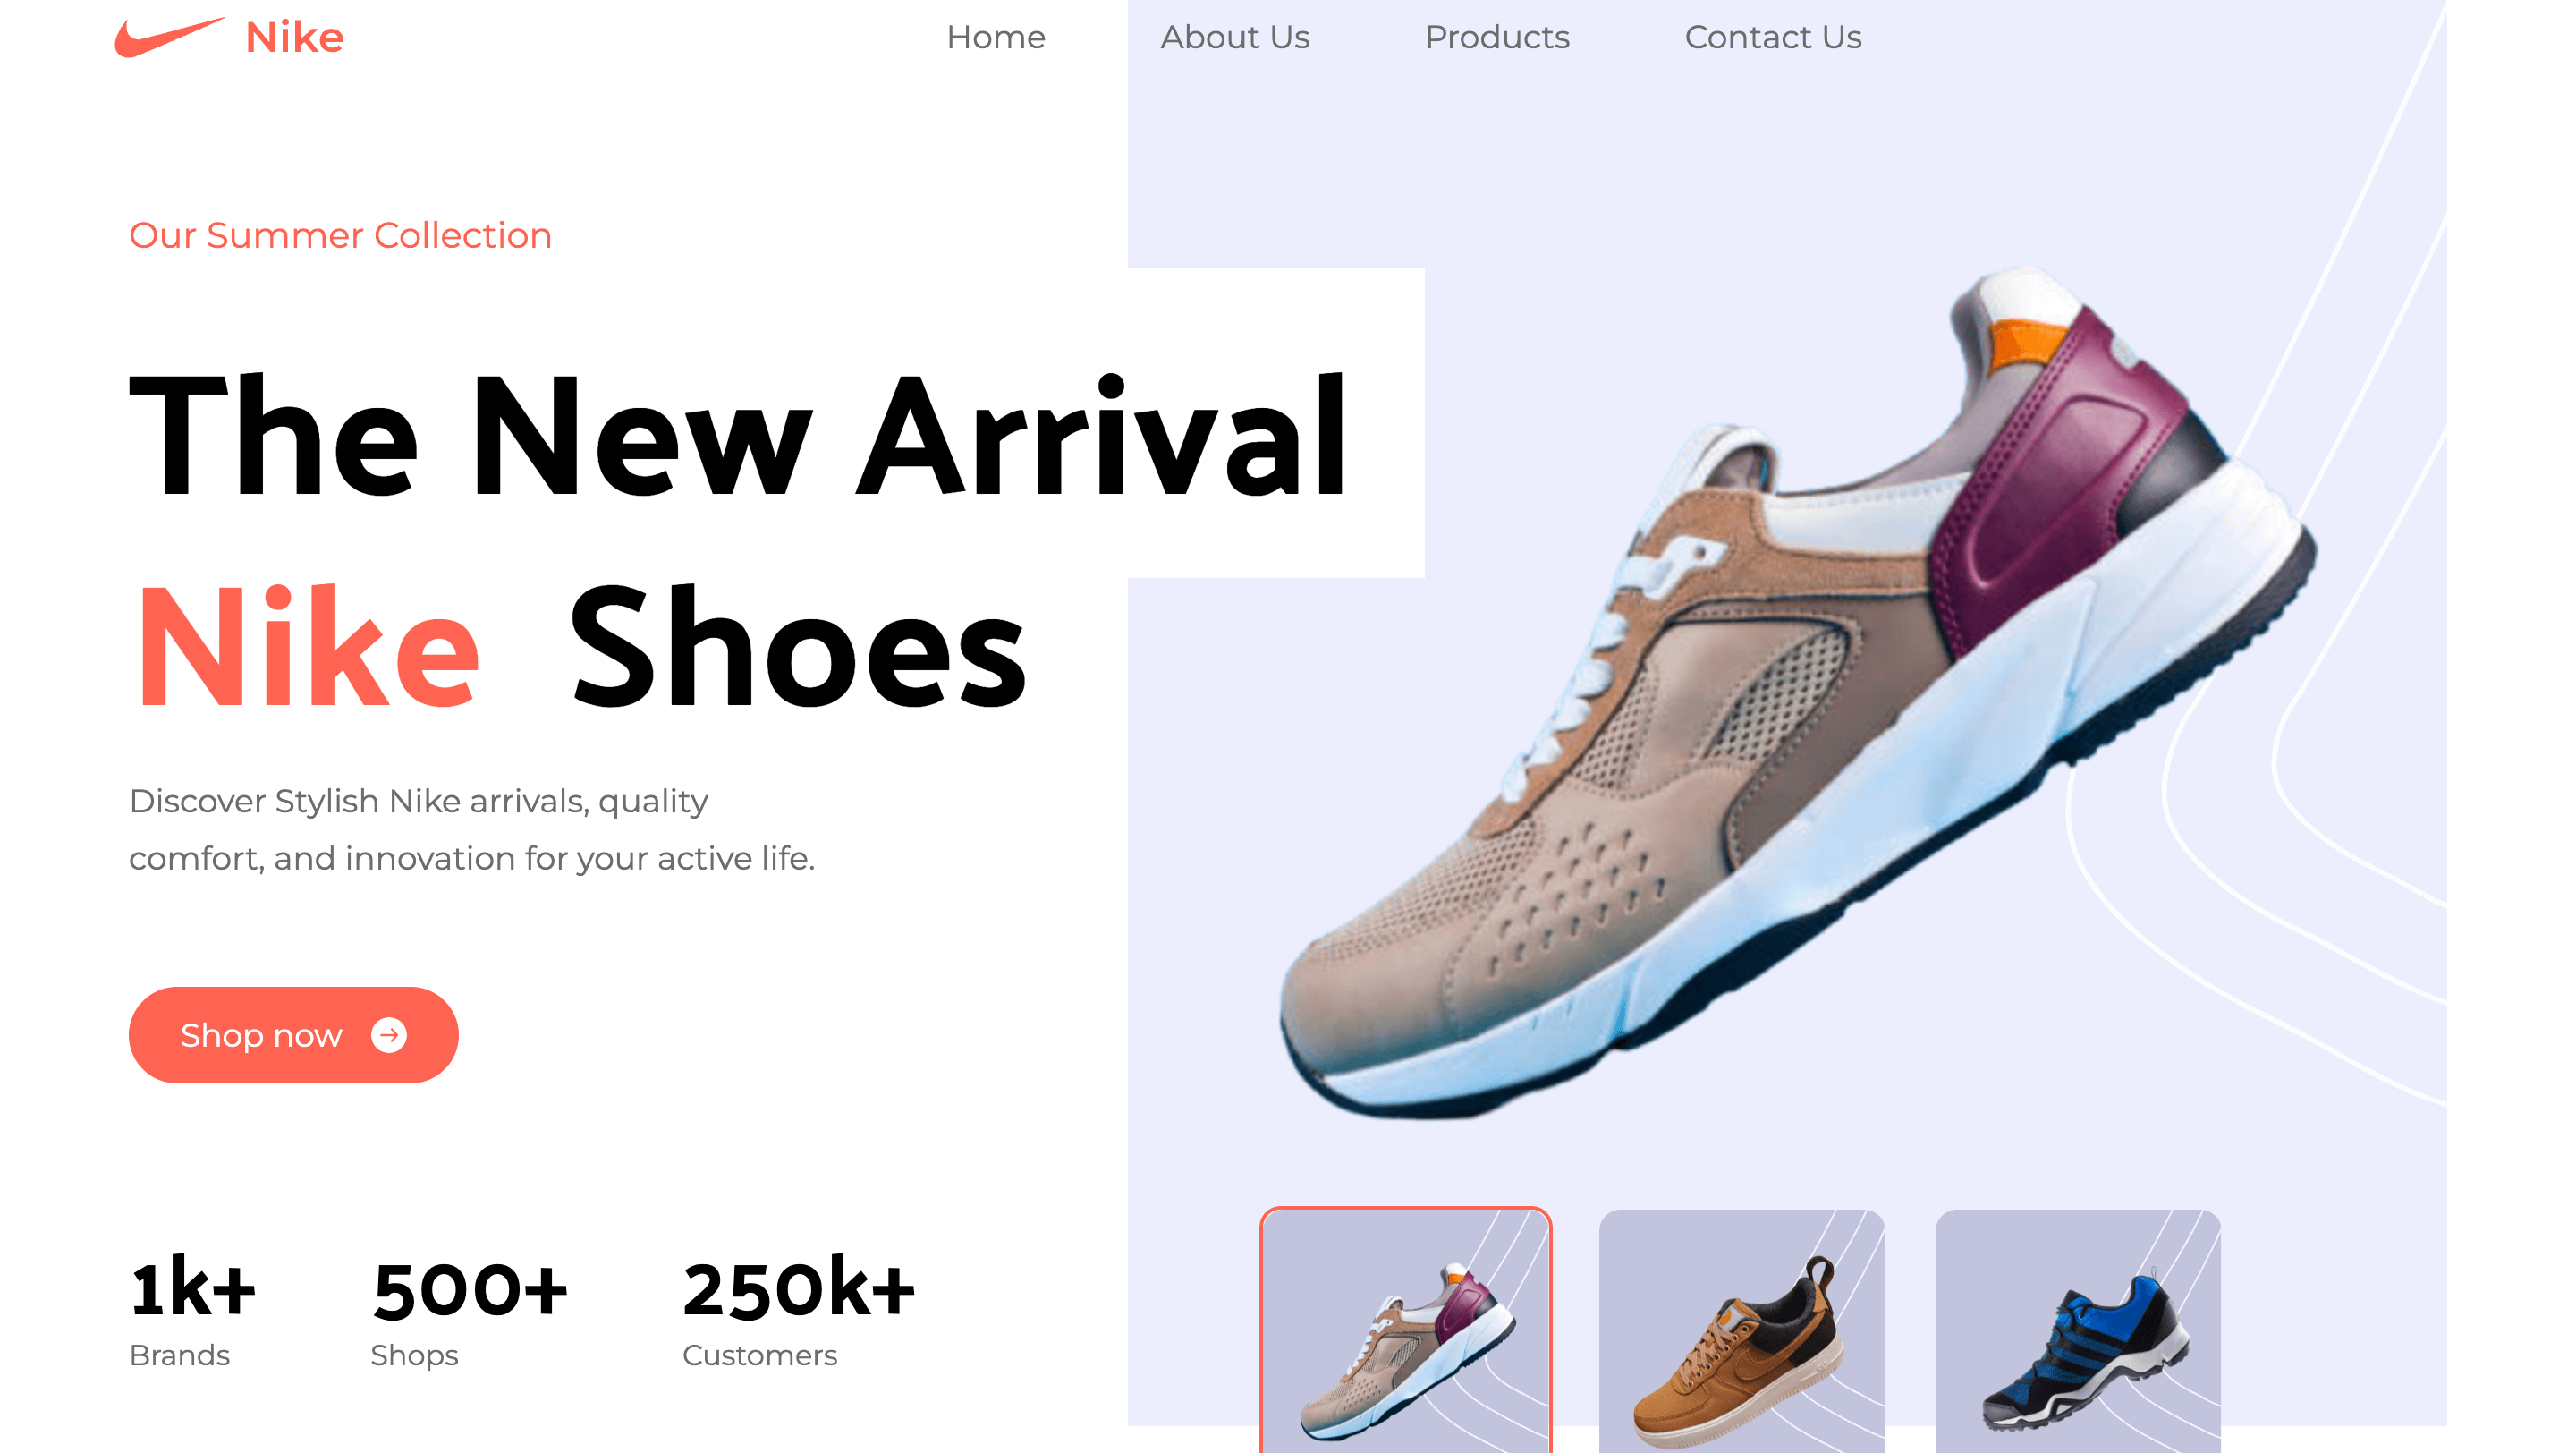 Nike
Home
About Us
Products
Contact Us
Our Summer Collection
The New Arrival
Nike Shoes
Discover Stylish Nike arrivals, quality
comfort, and innovation for your active life.
Shop now
1k+
Brands
500+
Shops
250k+
Customers